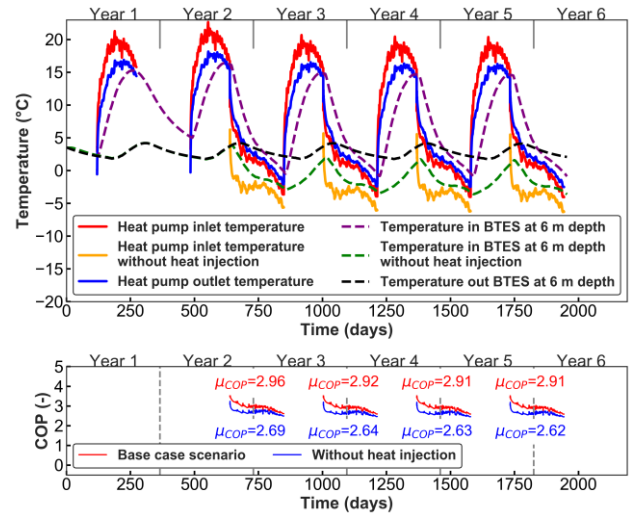 Year 1 Year 2 Year 3 Year 4 Year 5 Year 6
20
15
10
5
0
−5
−10
−15
−20
Temperature (°C)
Heat pump inlet temperature
Heat pump inlet temperature
without heat injection
Heat pump outlet temperature
Temperature in BTES at 6 m depth
Temperature in BTES at 6 m depth
without heat injection
Temperature out BTES at 6 m depth
0 250 500 750 1000 1250 1500 1750 2000
Time (days)
Year 1 Year 2 Year 3 Year 4 Year 5 Year 6
5
4
3
2
1
0
COP (-)
μCOP=2.96 μCOP=2.92 μCOP=2.91 μCOP=2.91
μCOP=2.69 μCOP=2.64 μCOP=2.63 μCOP=2.62
Base case scenario Without heat injection
0 250 500 750 1000 1250 1500 1750 2000
Time (days)